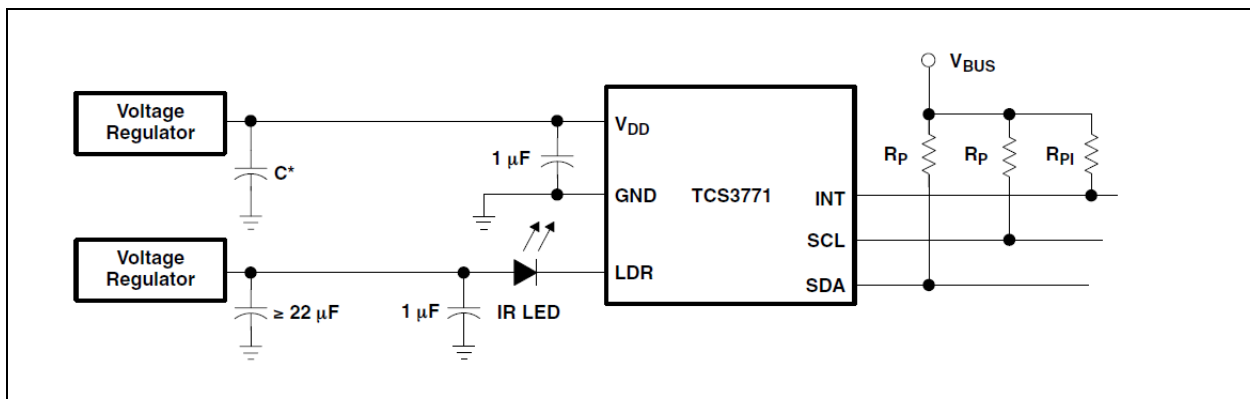 Voltage
Regulator
C*
1 μF
V_DD
GND
TCS3771
INT
SCL
SDA
LDR
V_BUS
R_P
R_P
R_PI
Voltage
Regulator
≥ 22 μF
1 μF
IR LED